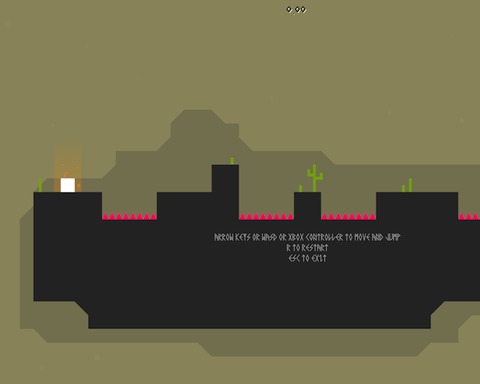 0.00
ARROW KEYS OR WASD OR XBOX CONTROLLER TO MOVE AND JUMP
R TO RESTART
ESC TO EXIT